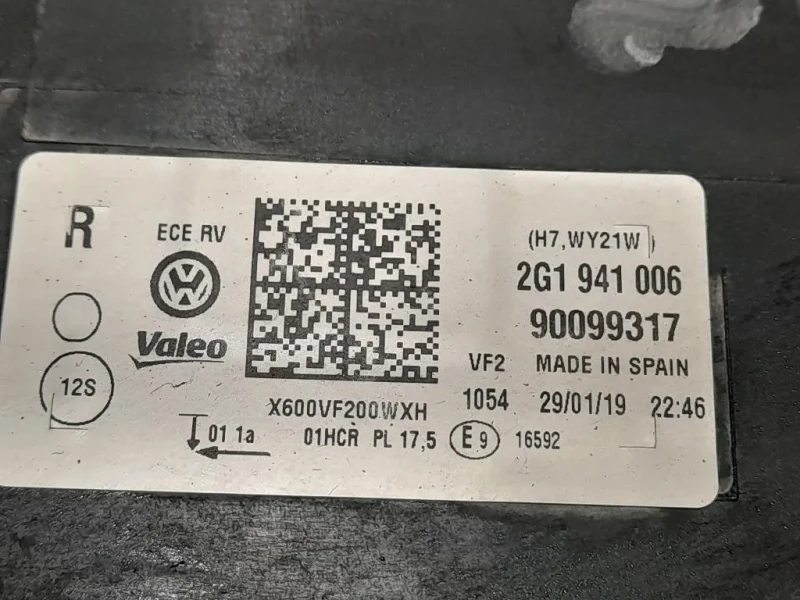 R
ECE RV
(H7,WY21W)
2G1 941 006
VW
Valeo
90099317
VF2 MADE IN SPAIN
12S
X600VF200WXH
1054 29/01/19 22:46
01 1a
01HCR PL 17,5
E9
16592